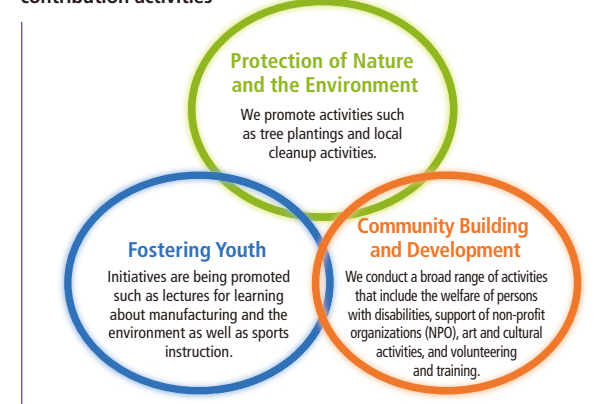 contribution activities
Protection of Nature
and the Environment
We promote activities such
as tree plantings and local
cleanup activities.
Fostering Youth
Initiatives are being promoted
such as lectures for learning
about manufacturing and the
environment as well as sports
instruction.
Community Building
and Development
We conduct a broad range of activities
that include the welfare of persons
with disabilities, support of non-profit
organizations (NPO), art and cultural
activities, and volunteering
and training.